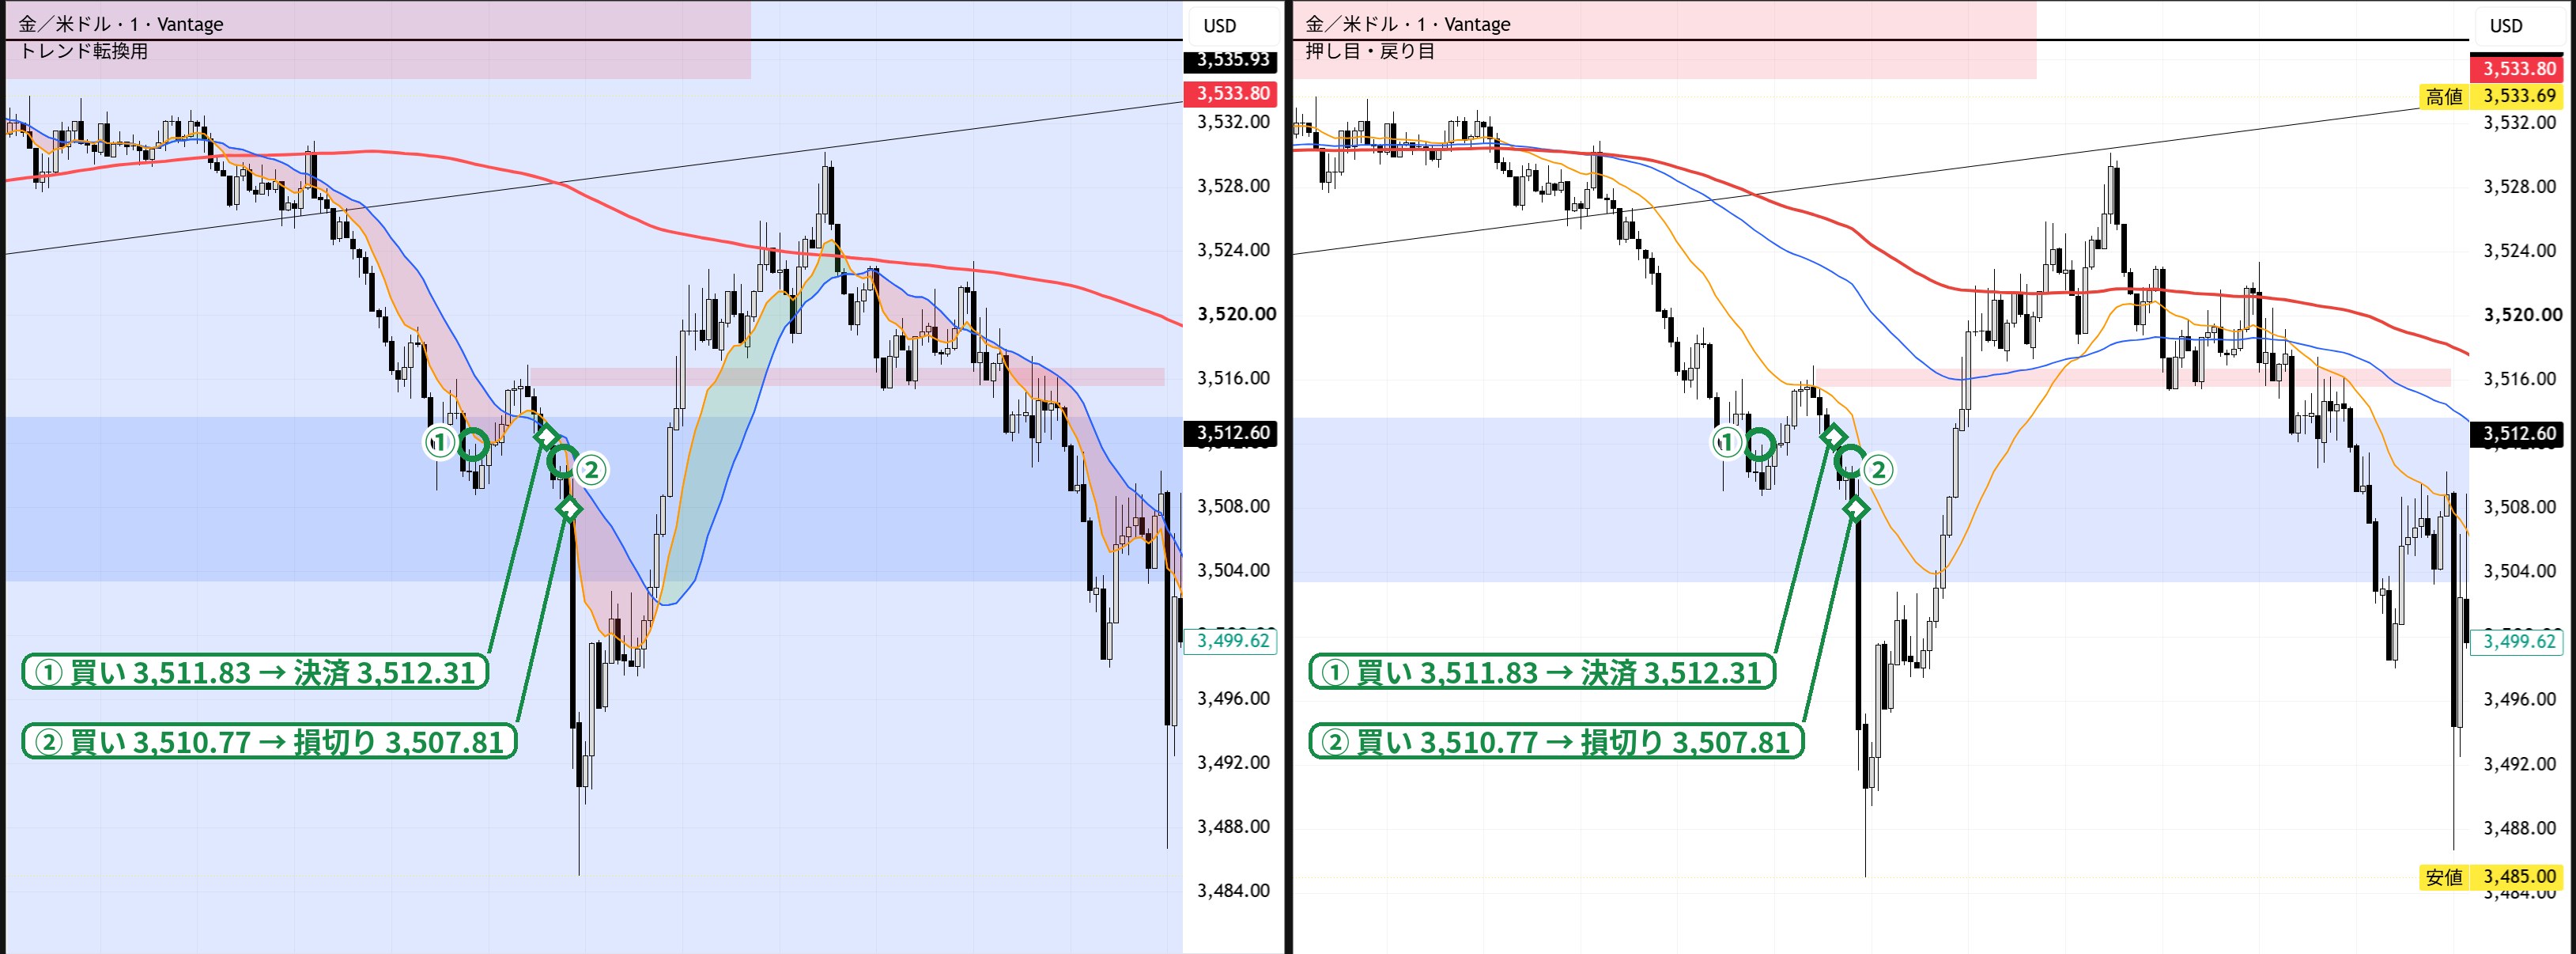 金／米ドル・1・Vantage
トレンド転換用
USD
3,535.93
3,533.80
3,532.00
3,528.00
3,524.00
3,520.00
3,516.00
3,512.60
3,508.00
3,504.00
3,499.62
3,496.00
3,492.00
3,488.00
3,484.00
①
②
① 買い 3,511.83 → 決済 3,512.31
② 買い 3,510.77 → 損切り 3,507.81
金／米ドル・1・Vantage
押し目・戻り目
USD
3,533.80
高値 3,533.69
3,532.00
3,528.00
3,524.00
3,520.00
3,516.00
3,512.60
3,508.00
3,504.00
3,499.62
3,496.00
3,492.00
3,488.00
安値 3,485.00
3,484.00
①
②
① 買い 3,511.83 → 決済 3,512.31
② 買い 3,510.77 → 損切り 3,507.81